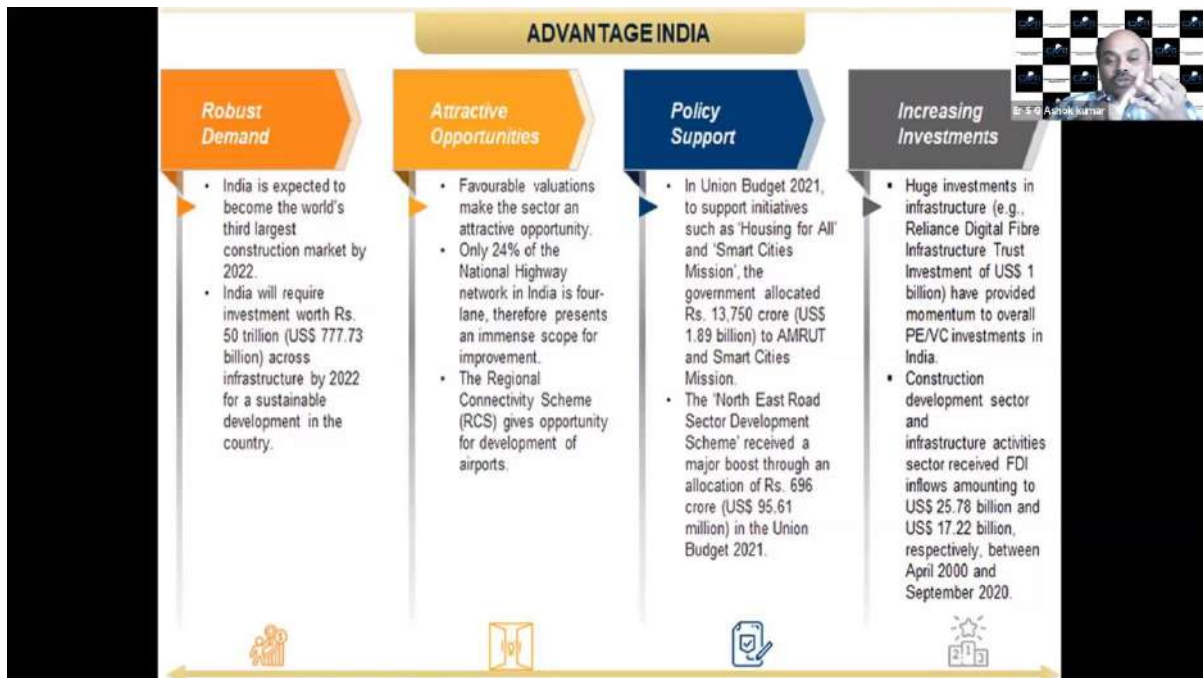 ADVANTAGE INDIA
Robust
Demand
• India is expected to
become the world's
third largest
construction market by
2022.
• India will require
investment worth Rs.
50 trillion (US$ 777.73
billion) across
infrastructure by 2022
for a sustainable
development in the
country.
Attractive
Opportunities
• Favourable valuations
make the sector an
attractive opportunity.
• Only 24% of the
National Highway
network in India is four-
lane, therefore presents
an immense scope for
improvement.
• The Regional
Connectivity Scheme
(RCS) gives opportunity
for development of
airports.
Policy
Support
• In Union Budget 2021,
to support initiatives
such as 'Housing for All'
and 'Smart Cities
Mission', the
government allocated
Rs. 13,750 crore (US$
1.89 billion) to AMRUT
and Smart Cities
Mission.
• The 'North East Road
Sector Development
Scheme' received a
major boost through an
allocation of Rs. 696
crore (US$ 95.61
million) in the Union
Budget 2021.
Increasing
Investments
▪ Huge investments in
infrastructure (e.g.,
Reliance Digital Fibre
Infrastructure Trust
Investment of US$ 1
billion) have provided
momentum to overall
PE/VC investments in
India.
▪ Construction
development sector
and
infrastructure activities
sector received FDI
inflows amounting to
US$ 25.78 billion and
US$ 17.22 billion,
respectively, between
April 2000 and
September 2020.
Er S G Ashok kumar
2 1 3